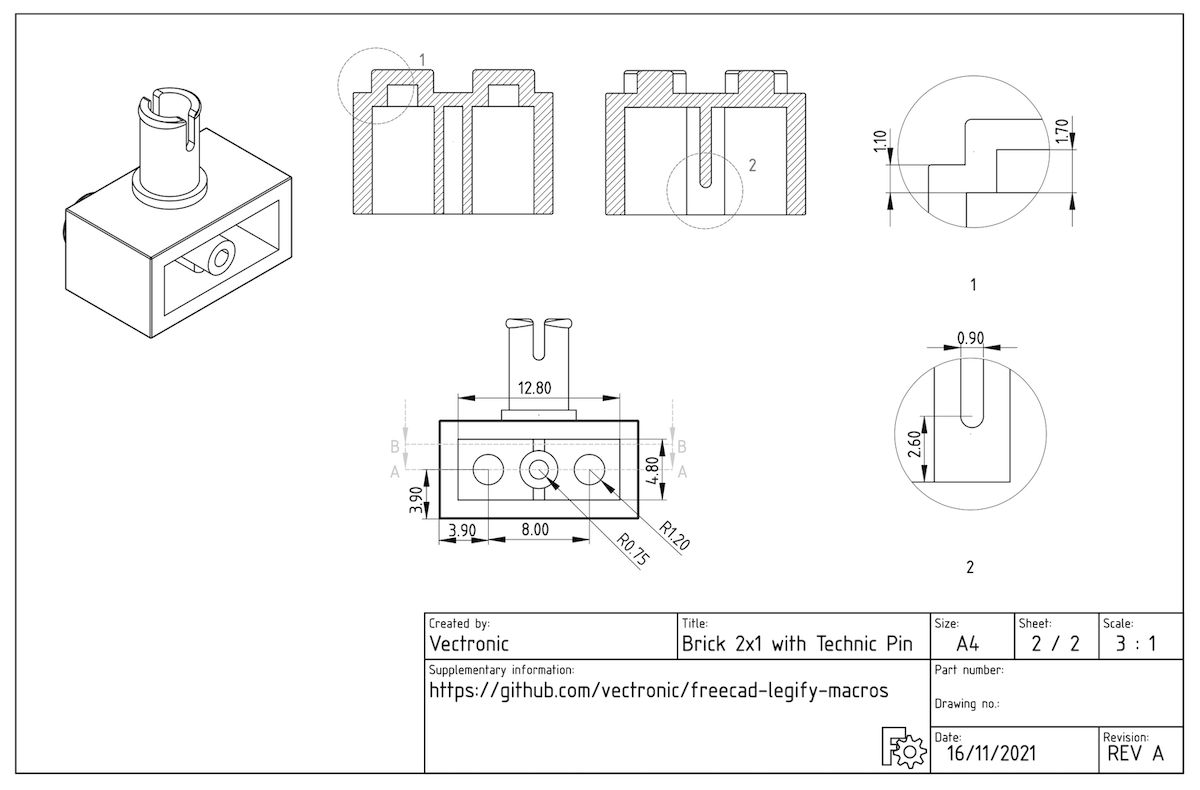 1
2
1.10
1.70
1
12.80
B
B
A
A
4.80
3.90
3.90
8.00
R0.75
R1.20
0.90
2.60
2
Created by:
Vectronic
Title:
Brick 2x1 with Technic Pin
Size:
A4
Sheet:
2 / 2
Scale:
3 : 1
Supplementary information:
https://github.com/vectronic/freecad-legify-macros
Part number:
Drawing no.:
Date:
16/11/2021
Revision:
REV A